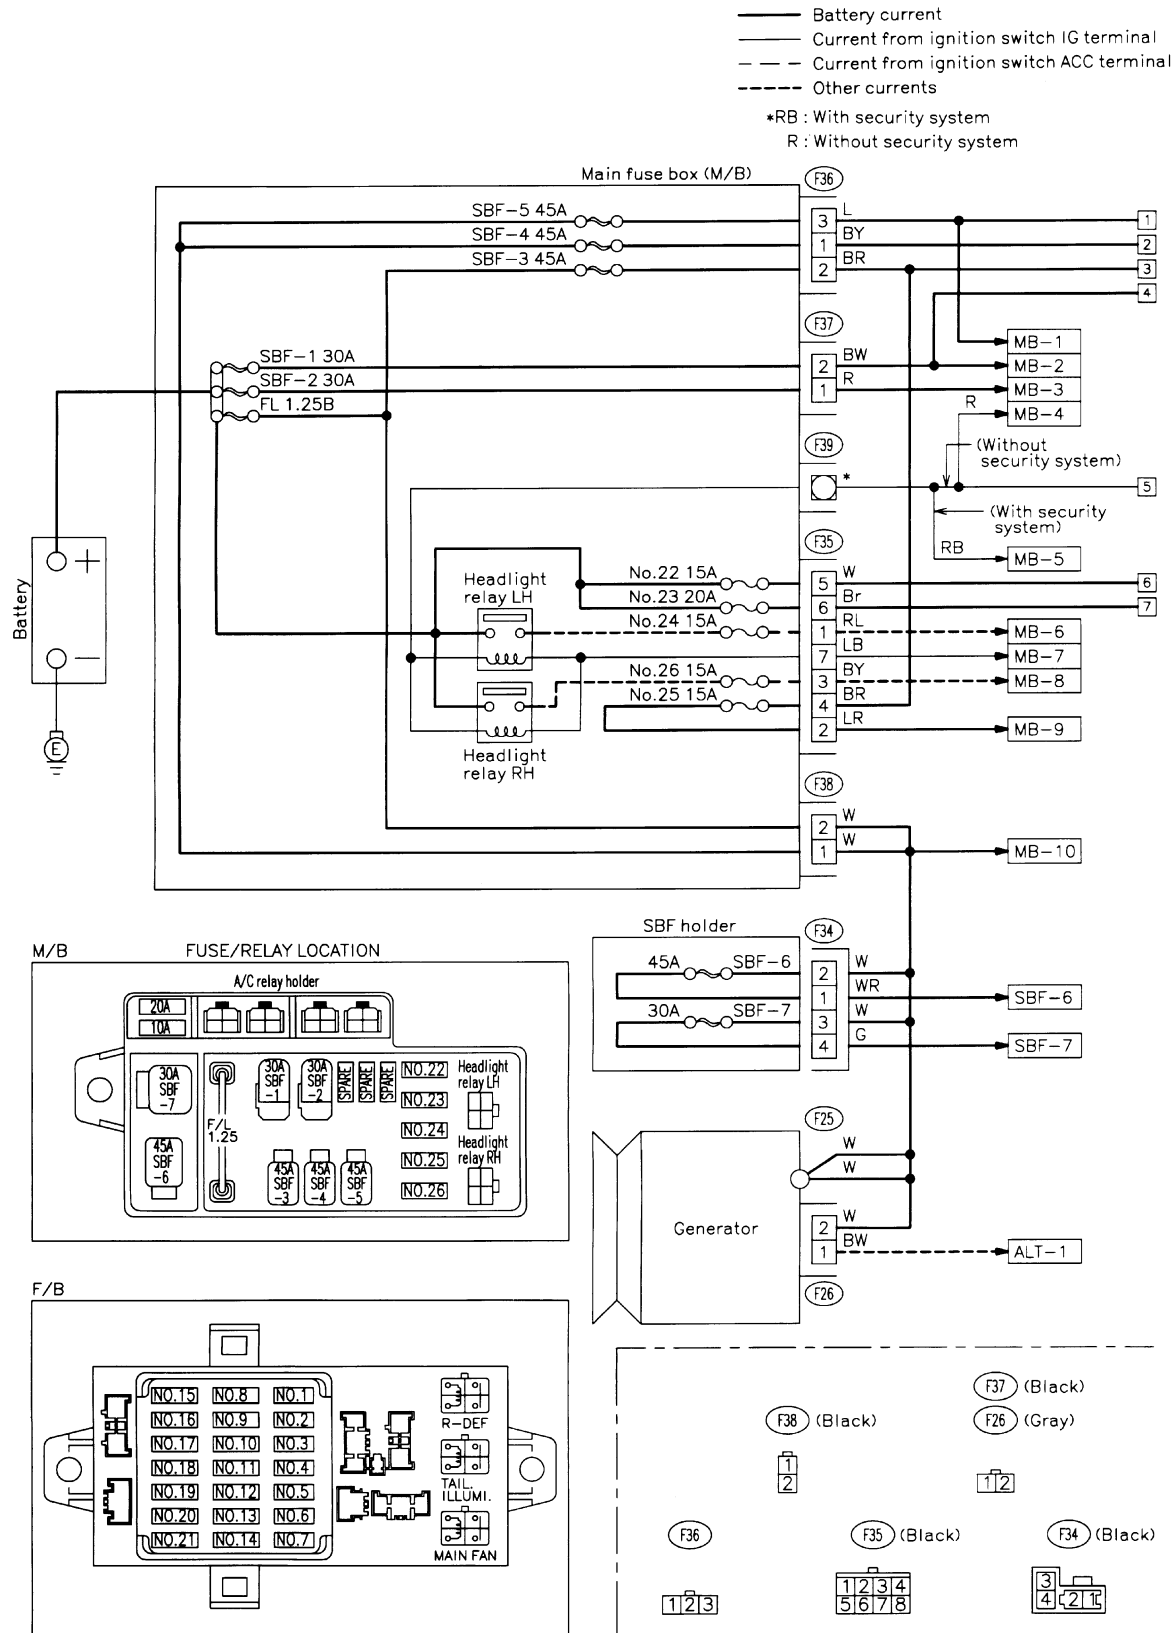 Battery current
Current from ignition switch IG terminal
Current from ignition switch ACC terminal
Other currents
*RB : With security system
R : Without security system
Main fuse box (M/B)
F36
SBF-5 45A
3
L
1
SBF-4 45A
1
BY
2
SBF-3 45A
2
BR
3
4
F37
MB-1
SBF-1 30A
2
BW
MB-2
SBF-2 30A
1
R
MB-3
FL 1.25B
R
MB-4
F39
(Without
security system)
*
5
(With security
system)
F35
RB
MB-5
Battery
+
−
E
Headlight
relay LH
No.22 15A
5
W
6
No.23 20A
6
Br
7
No.24 15A
1
RL
MB-6
7
LB
MB-7
No.26 15A
3
BY
MB-8
No.25 15A
4
BR
2
LR
MB-9
Headlight
relay RH
F38
2
W
1
W
MB-10
SBF holder
F34
45A
SBF-6
2
W
1
WR
SBF-6
30A
SBF-7
3
W
4
G
SBF-7
M/B
FUSE/RELAY LOCATION
A/C relay holder
20A
10A
30A
SBF
-7
45A
SBF
-6
F/L
1.25
30A
SBF
-1
30A
SBF
-2
SPARE
SPARE
SPARE
NO.22
NO.23
NO.24
NO.25
NO.26
Headlight
relay LH
Headlight
relay RH
45A
SBF
-3
45A
SBF
-4
45A
SBF
-5
F25
W
W
Generator
2
W
1
BW
ALT-1
F26
F/B
NO.15 NO.8 NO.1
NO.16 NO.9 NO.2
NO.17 NO.10 NO.3
NO.18 NO.11 NO.4
NO.19 NO.12 NO.5
NO.20 NO.13 NO.6
NO.21 NO.14 NO.7
R-DEF
TAIL.
ILLUMI.
MAIN FAN
F37 (Black)
F38 (Black)
F26 (Gray)
1
2
1 2
F36
F35 (Black)
F34 (Black)
1 2 3
1 2 3 4
5 6 7 8
3
4 2 1